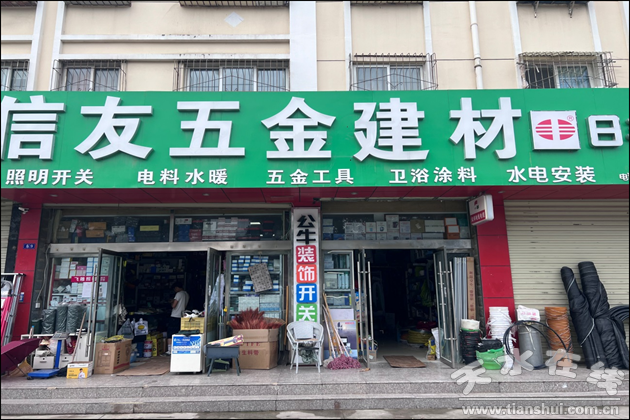 信友五金建材 日
照明开关 电料水暖 五金工具 卫浴涂料 水电安装 电
公牛装饰开关
天水在线
www.tianshui.com.cn